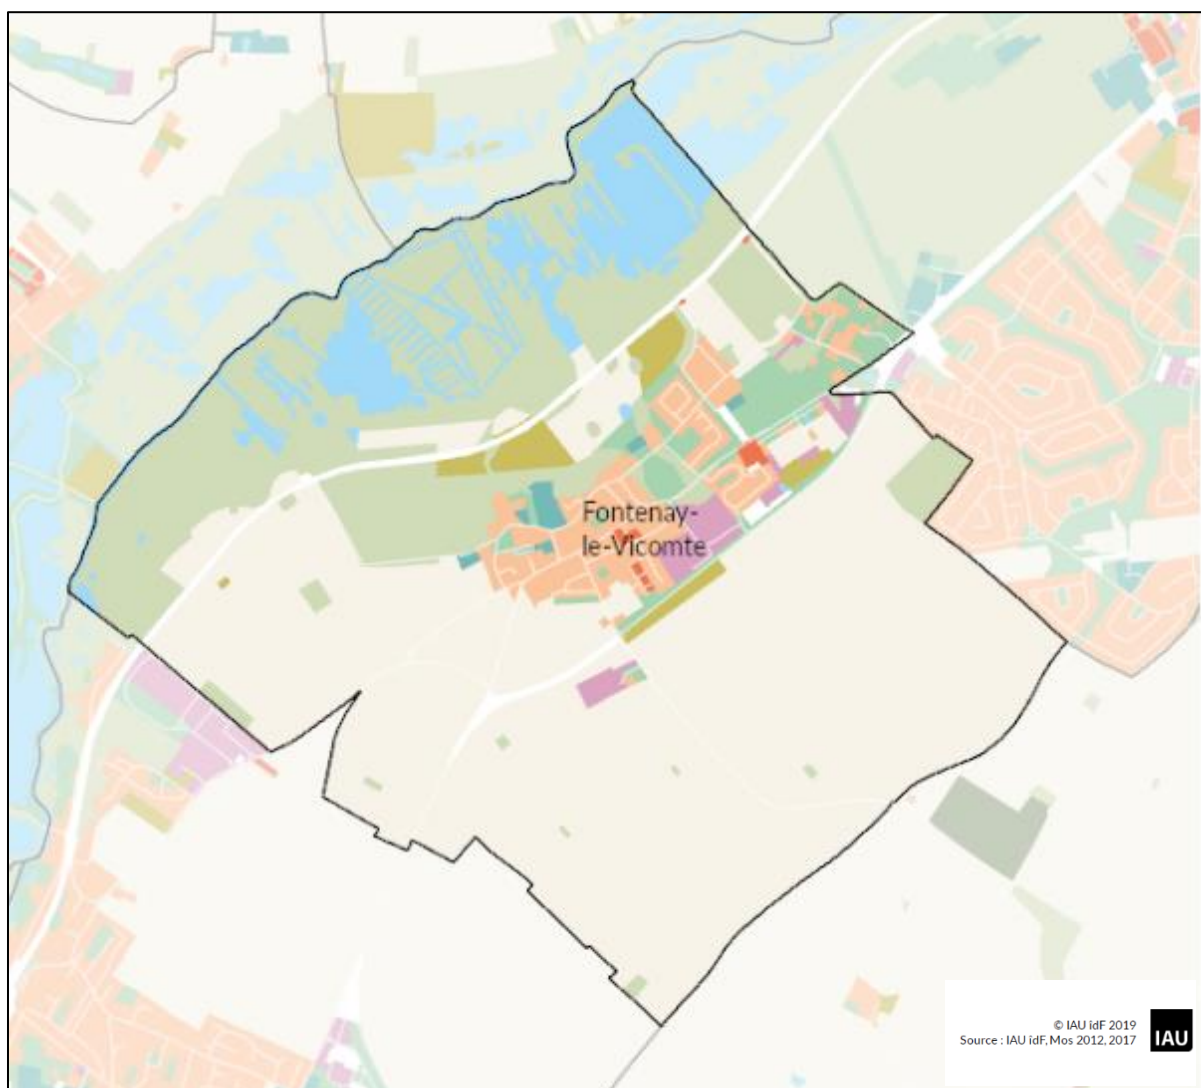 Fontenay-
le-Vicomte
© IAU îdF 2019
Source : IAU îdF, Mos 2012, 2017
IAU